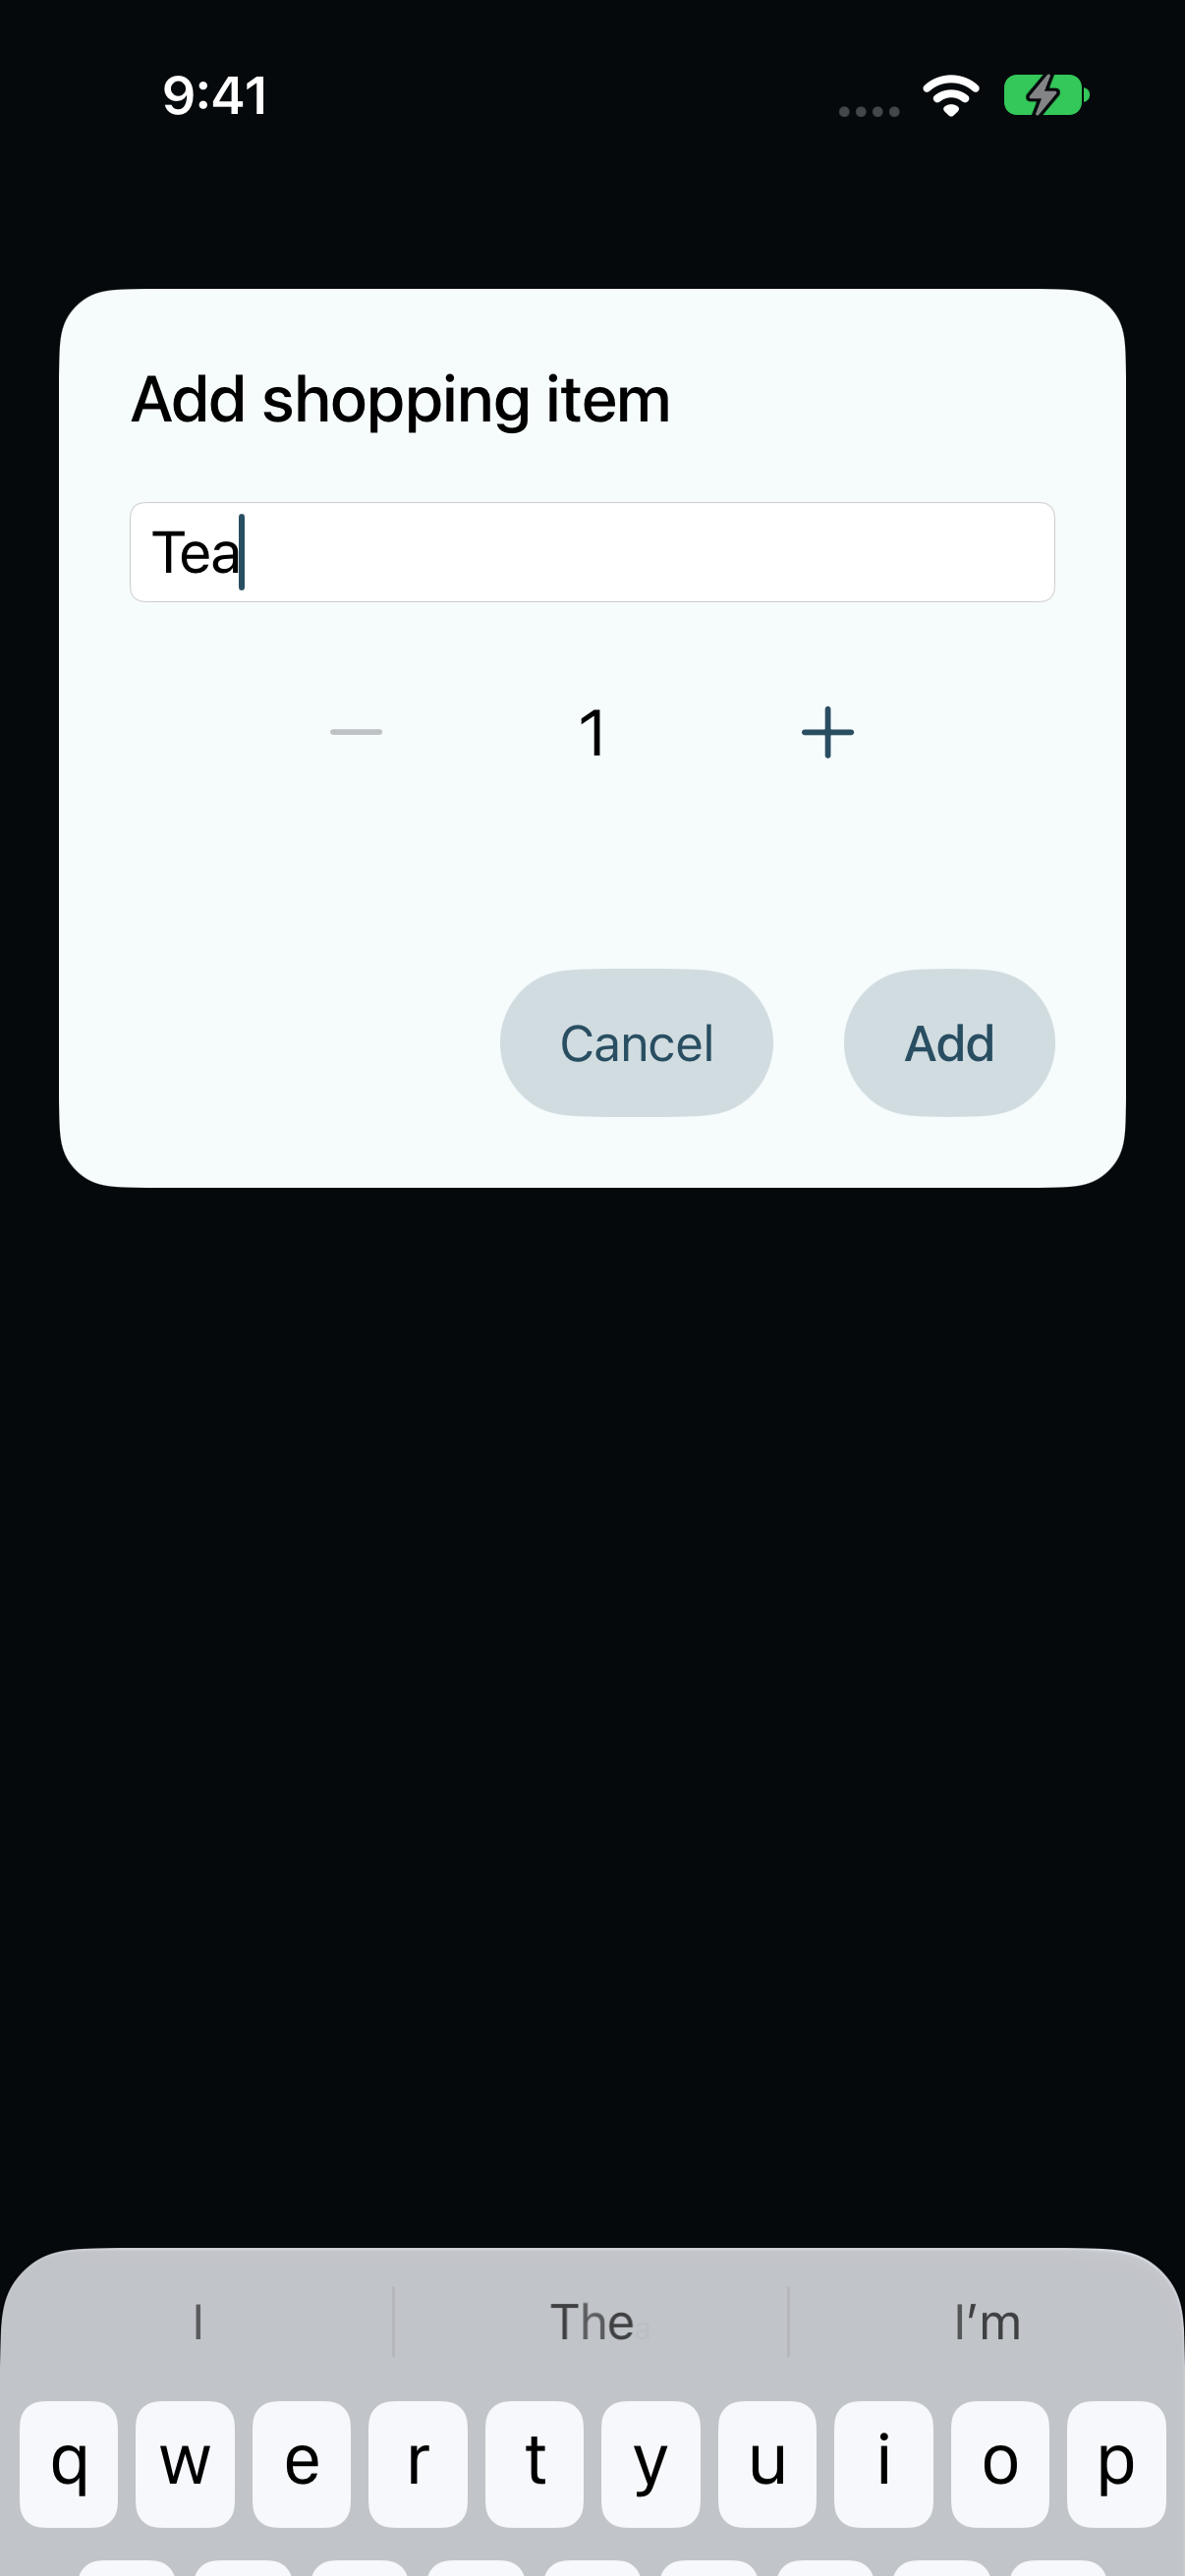 9:41
Add shopping item
Tea
1
Cancel Add
I The I’m
q w e r t y u i o p